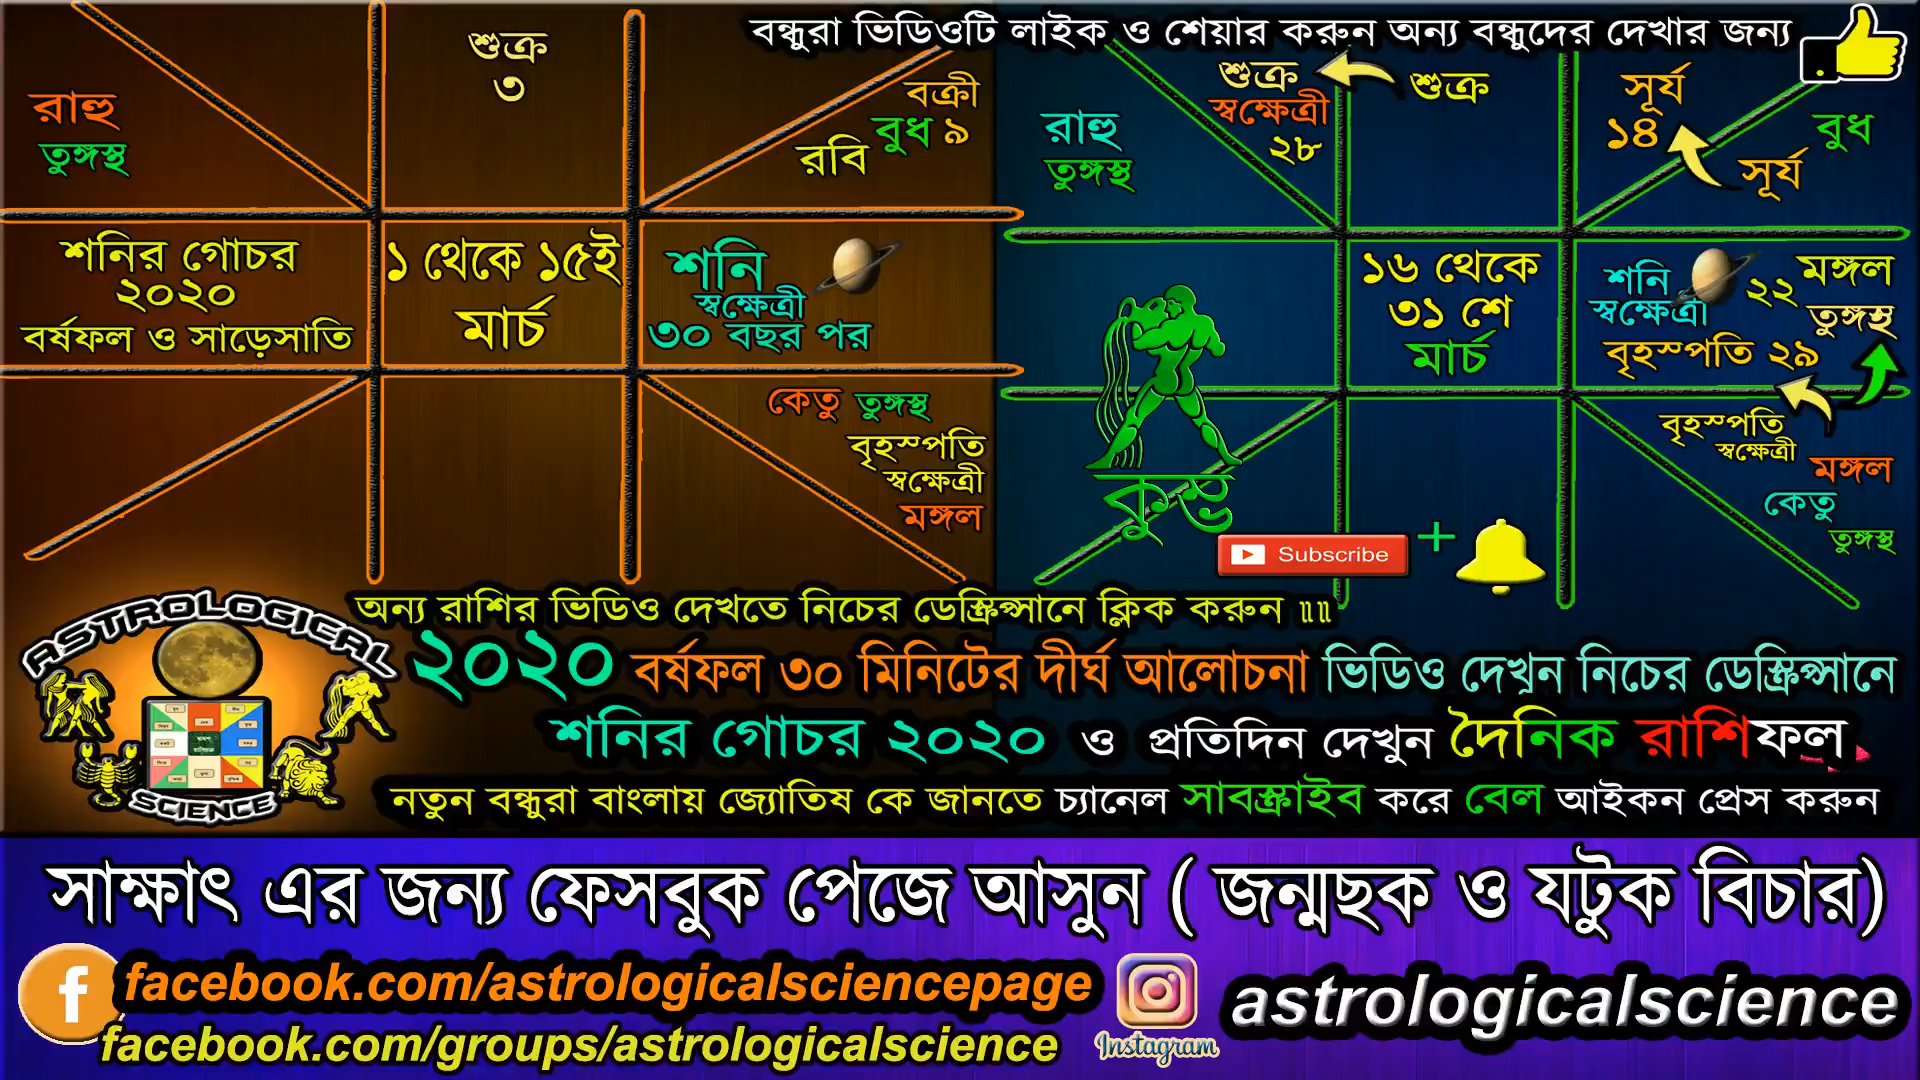 বন্ধুরা ভিডিওটি লাইক ও শেয়ার করুন অন্য বন্ধুদের দেখার জন্য
শুক্র
৩
রাহু
তুঙ্গস্থ
বক্রী
বুধ ৯
রবি
শনির গোচর
২০২০
বর্ষফল ও সাড়েসাতি
১ থেকে ১৫ই
মার্চ
শনি
স্বক্ষেত্রী
৩০ বছর পর
কেতু তুঙ্গস্থ
বৃহস্পতি
স্বক্ষেত্রী
মঙ্গল
রাহু
তুঙ্গস্থ
শুক্র
স্বক্ষেত্রী
২৮
শুক্র
সূর্য
১৪
সূর্য
বুধ
১৬ থেকে
৩১ শে
মার্চ
শনি
স্বক্ষেত্রী
২২ মঙ্গল
তুঙ্গস্থ
বৃহস্পতি ২৯
বৃহস্পতি
স্বক্ষেত্রী
মঙ্গল
কেতু
তুঙ্গস্থ
কুম্ভ
Subscribe
+
অন্য রাশির ভিডিও দেখতে নিচের ডেস্ক্রিপ্সানে ক্লিক করুন
২০২০ বর্ষফল ৩০ মিনিটের দীর্ঘ আলোচনা ভিডিও দেখুন নিচের ডেস্ক্রিপ্সানে
শনির গোচর ২০২০ ও প্রতিদিন দেখুন দৈনিক রাশিফল
নতুন বন্ধুরা বাংলায় জ্যোতিষ কে জানতে চ্যানেল সাবস্ক্রাইব করে বেল আইকন প্রেস করুন
ASTROLOGICAL
SCIENCE
সাক্ষাৎ এর জন্য ফেসবুক পেজে আসুন ( জন্মছক ও যটুক বিচার)
facebook.com/astrologicalsciencepage
facebook.com/groups/astrologicalscience
Instagram
astrologicalscience